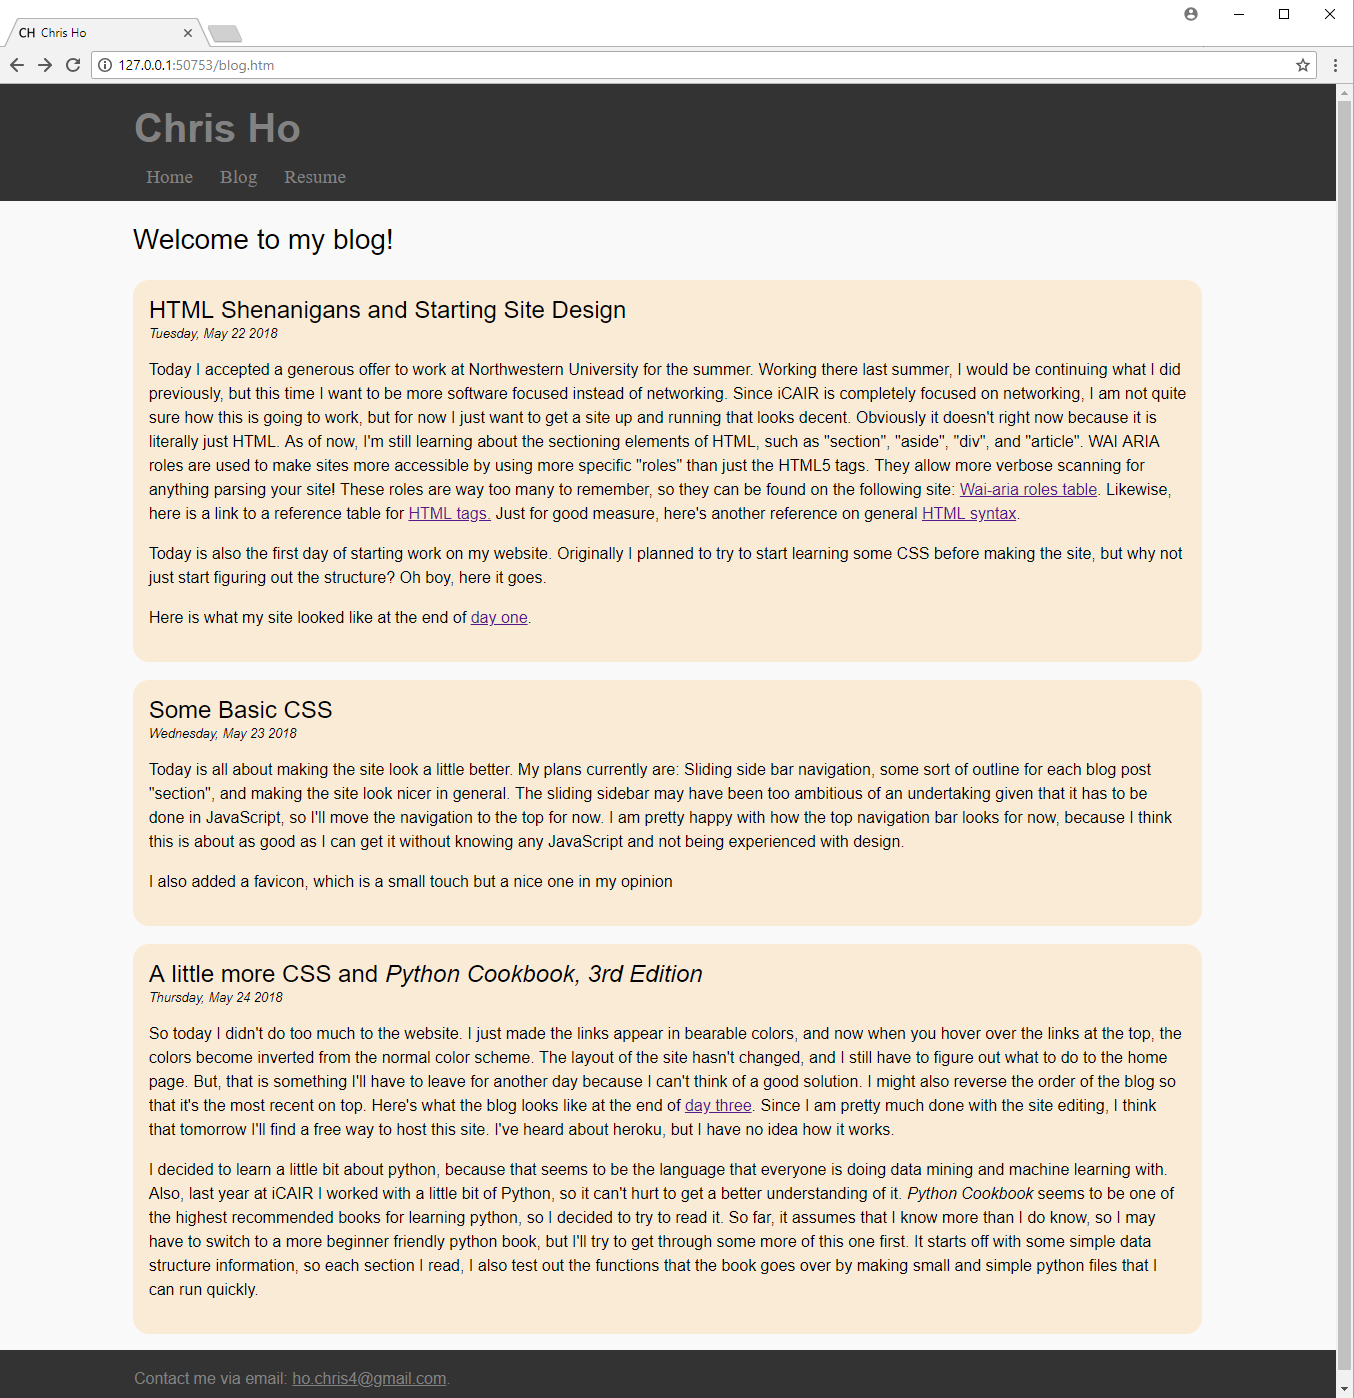 CH Chris Ho
127.0.0.1:50753/blog.htm
Chris Ho
Home Blog Resume
Welcome to my blog!
HTML Shenanigans and Starting Site Design
Tuesday, May 22 2018
Today I accepted a generous offer to work at Northwestern University for the summer. Working there last summer, I would be continuing what I did
previously, but this time I want to be more software focused instead of networking. Since iCAIR is completely focused on networking, I am not quite
sure how this is going to work, but for now I just want to get a site up and running that looks decent. Obviously it doesn't right now because it is
literally just HTML. As of now, I'm still learning about the sectioning elements of HTML, such as "section", "aside", "div", and "article". WAI ARIA
roles are used to make sites more accessible by using more specific "roles" than just the HTML5 tags. They allow more verbose scanning for
anything parsing your site! These roles are way too many to remember, so they can be found on the following site: Wai-aria roles table. Likewise,
here is a link to a reference table for HTML tags. Just for good measure, here's another reference on general HTML syntax.
Today is also the first day of starting work on my website. Originally I planned to try to start learning some CSS before making the site, but why not
just start figuring out the structure? Oh boy, here it goes.
Here is what my site looked like at the end of day one.
Some Basic CSS
Wednesday, May 23 2018
Today is all about making the site look a little better. My plans currently are: Sliding side bar navigation, some sort of outline for each blog post
"section", and making the site look nicer in general. The sliding sidebar may have been too ambitious of an undertaking given that it has to be
done in JavaScript, so I'll move the navigation to the top for now. I am pretty happy with how the top navigation bar looks for now, because I think
this is about as good as I can get it without knowing any JavaScript and not being experienced with design.
I also added a favicon, which is a small touch but a nice one in my opinion
A little more CSS and Python Cookbook, 3rd Edition
Thursday, May 24 2018
So today I didn't do too much to the website. I just made the links appear in bearable colors, and now when you hover over the links at the top, the
colors become inverted from the normal color scheme. The layout of the site hasn't changed, and I still have to figure out what to do to the home
page. But, that is something I'll have to leave for another day because I can't think of a good solution. I might also reverse the order of the blog so
that it's the most recent on top. Here's what the blog looks like at the end of day three. Since I am pretty much done with the site editing, I think
that tomorrow I'll find a free way to host this site. I've heard about heroku, but I have no idea how it works.
I decided to learn a little bit about python, because that seems to be the language that everyone is doing data mining and machine learning with.
Also, last year at iCAIR I worked with a little bit of Python, so it can't hurt to get a better understanding of it. Python Cookbook seems to be one of
the highest recommended books for learning python, so I decided to try to read it. So far, it assumes that I know more than I do know, so I may
have to switch to a more beginner friendly python book, but I'll try to get through some more of this one first. It starts off with some simple data
structure information, so each section I read, I also test out the functions that the book goes over by making small and simple python files that I
can run quickly.
Contact me via email: ho.chris4@gmail.com.